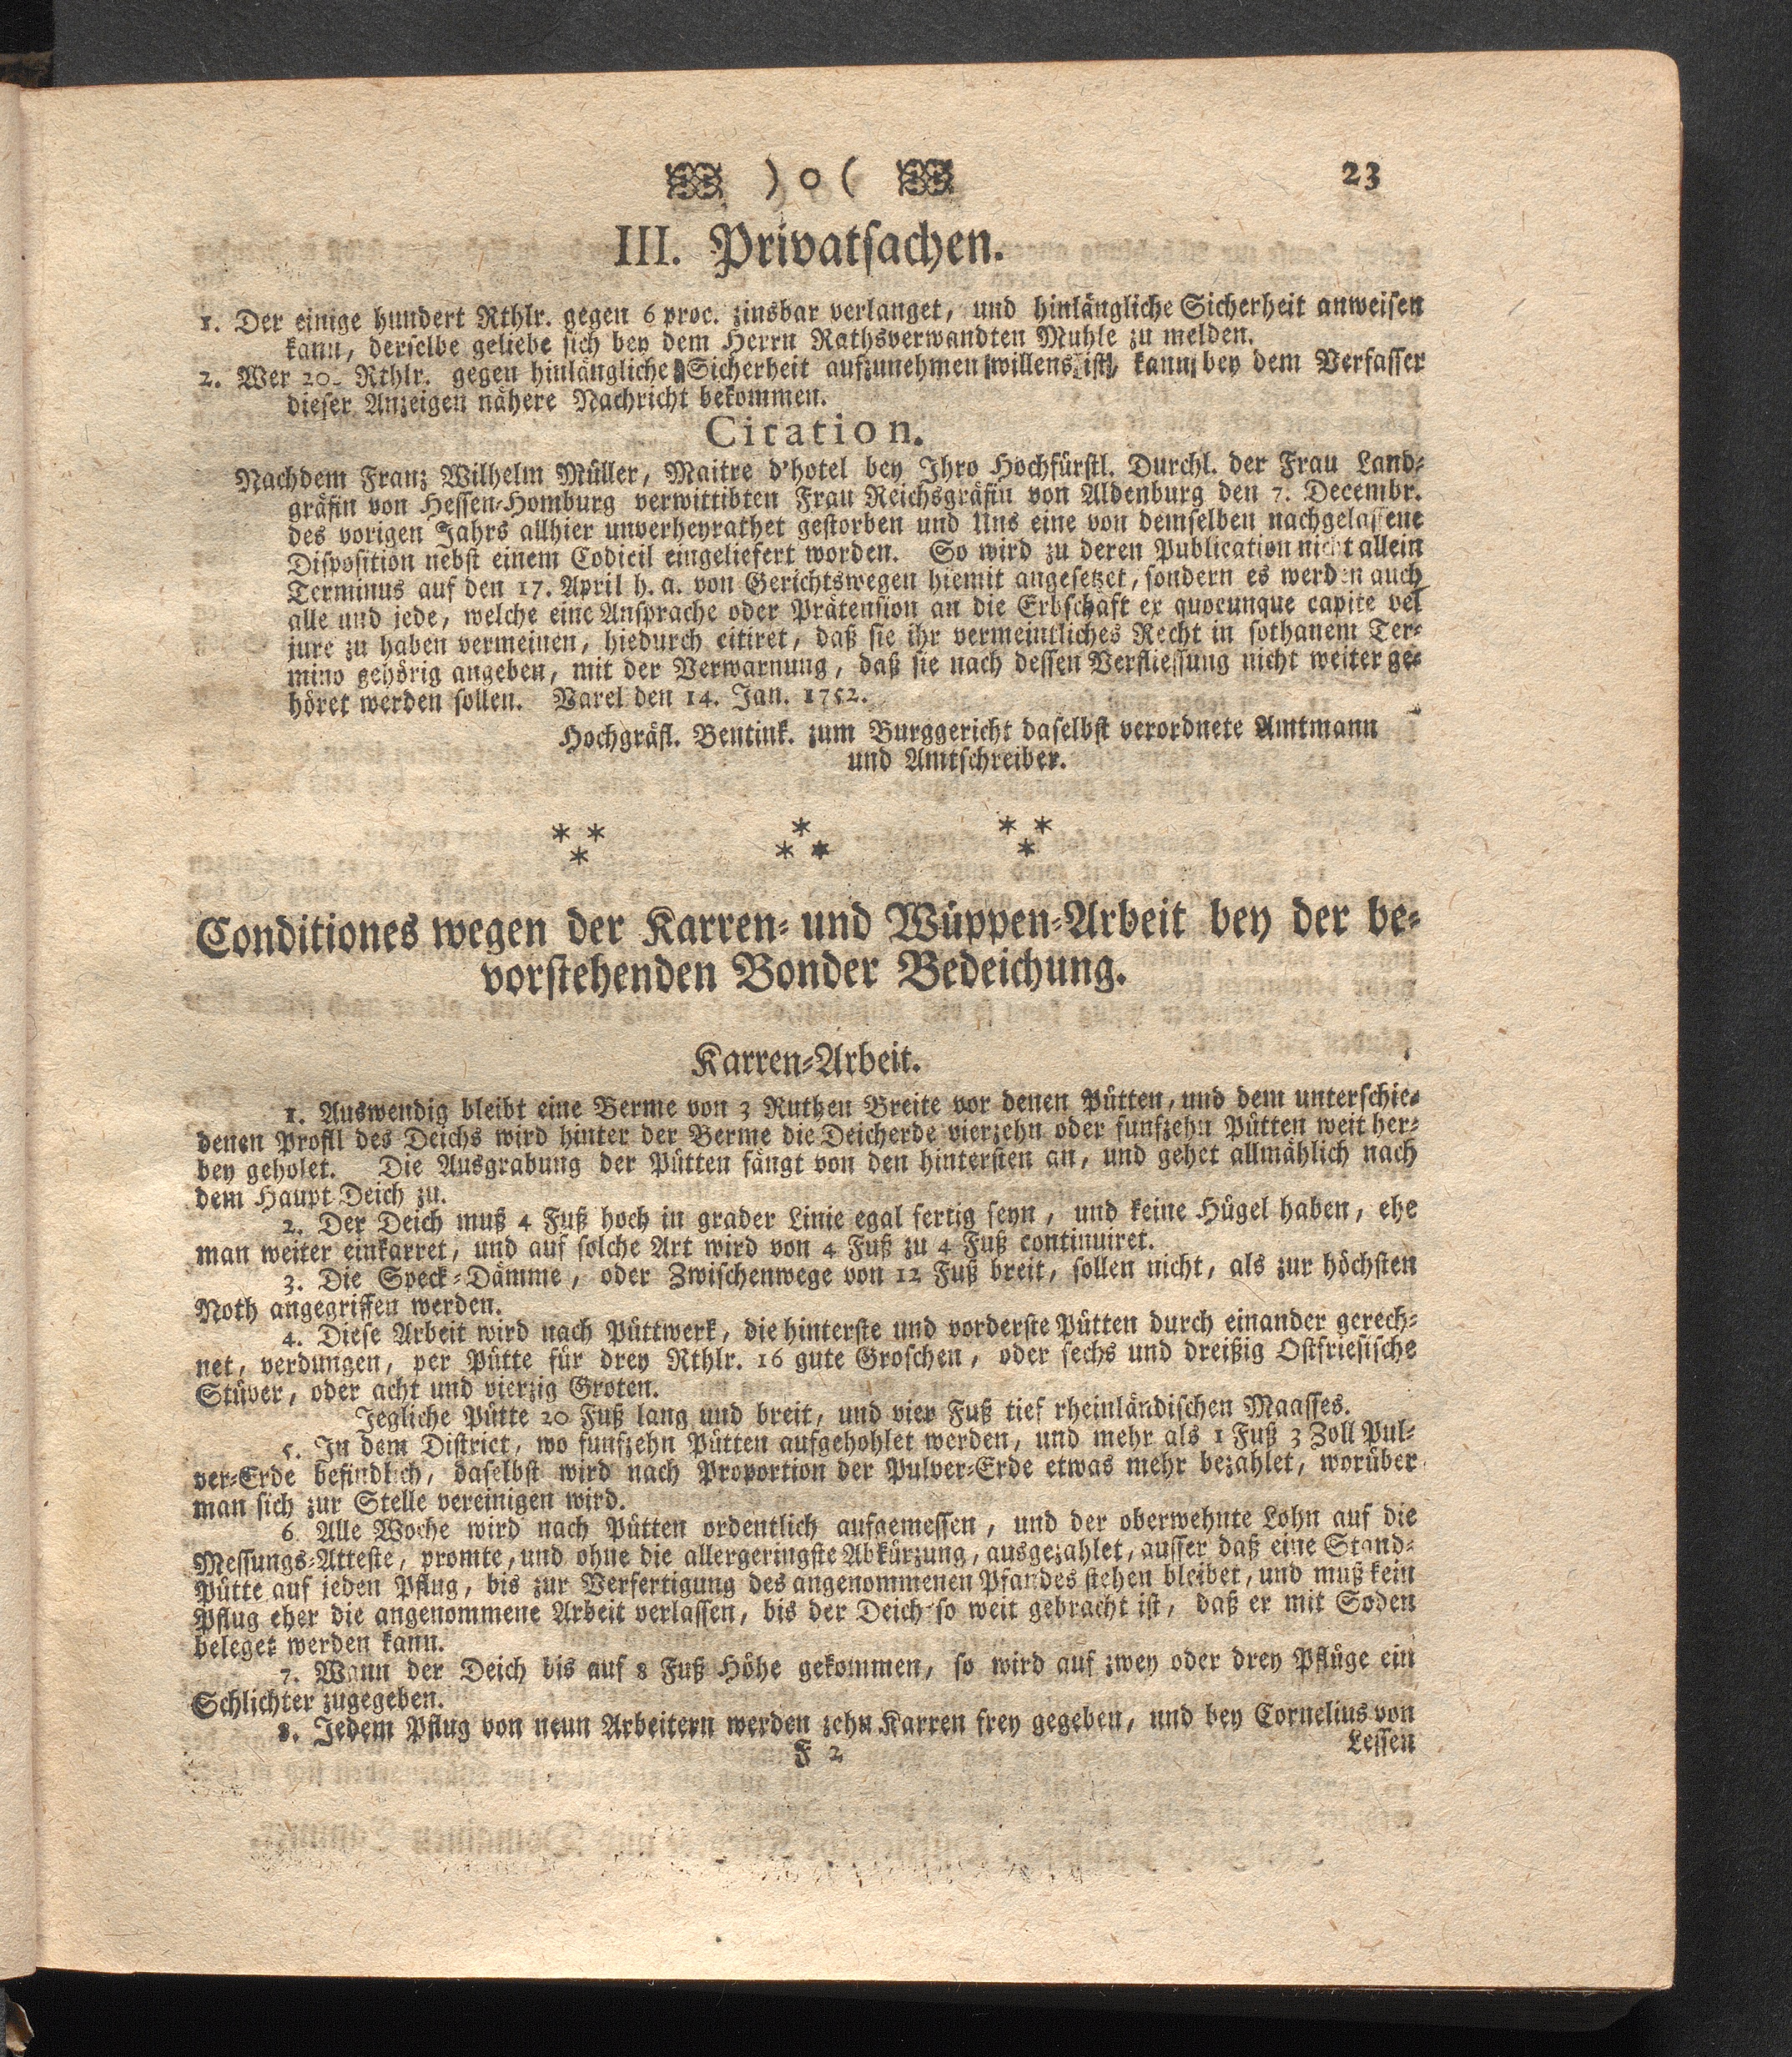 ) o ( 23
III. Privatsachen.
1. Der einige hundert Rthlr. gegen 6 proc. zinsbar verlanget, und hinlängliche Sicherheit anweisen
kann, derselbe geliebe sich bey dem Herrn Rathsverwandten Muhle zu melden.
2. Wer 20- Rthlr. gegen hinlängliche Sicherheit aufzunehmen willens ist, kann bey dem Verfasser
dieser Anzeigen nähere Nachricht bekommen.
Citation.
Nachdem Franz Wilhelm Müller, Maitre d'hotel bey Ihro Hochfürstl. Durchl. der Frau Land-
gräfin von Hessen-Homburg verwittibten Frau Reichsgräfin von Aldenburg den 7. Decembr.
des vorigen Jahrs allhier unverheyrathet gestorben und Uns eine von demselben nachgelassene
Disposition nebst einem Codicil eingeliefert worden. So wird zu deren Publication nicht allein
Terminus auf den 17. April h. a. von Gerichtswegen hiemit angesetzet, sondern es werden auch
alle und jede, welche eine Ansprache oder Prätension an die Erbschaft ex quocunque capite vel
jure zu haben vermeinen, hiedurch citiret, daß sie ihr vermeintliches Recht in sothanem Ter-
mino gehörig angeben, mit der Verwarnung, daß sie nach dessen Verfliessung nicht weiter ge-
höret werden sollen. Varel den 14. Jan. 1752.
Hochgräfl. Bentink. zum Burggericht daselbst verordnete Amtmann
und Amtschreiber.
* * * * *
* * * *
Conditiones wegen der Karren- und Wüppen-Arbeit bey der be-
vorstehenden Bonder Bedeichung.
Karren-Arbeit.
1. Auswendig bleibt eine Berme von 3 Ruthen Breite vor denen Pütten, und dem unterschie-
denen Profil des Deichs wird hinter der Berme die Deicherde vierzehn oder funfzehn Pütten weit her-
bey geholet. Die Ausgrabung der Pütten fängt von den hintersten an, und gehet allmählich nach
dem Haupt Deich zu.
2. Der Deich muß 4 Fuß hoch in grader Linie egal fertig seyn, und keine Hügel haben, ehe
man weiter einkarret, und auf solche Art wird von 4 Fuß zu 4 Fuß continuiret.
3. Die Speck-Dämme, oder Zwischenwege von 12 Fuß breit, sollen nicht, als zur höchsten
Noth angegriffen werden.
4. Diese Arbeit wird nach Püttwerk, die hinterste und vorderste Pütten durch einander gerech-
net, verdungen, per Pütte für drey Rthlr. 16 gute Groschen, oder sechs und dreißig Ostfriesische
Stüver, oder acht und vierzig Groten.
Jegliche Pütte 20 Fuß lang und breit, und vier Fuß tief rheinländischen Maasses.
5. In dem District, wo funfzehn Pütten aufgehohlet werden, und mehr als 1 Fuß 3 Zoll Pul-
ver-Erde befindlich, daselbst wird nach Proportion der Pulver-Erde etwas mehr bezahlet, worüber
man sich zur Stelle vereinigen wird.
6. Alle Woche wird nach Pütten ordentlich aufgemessen, und der oberwehnte Lohn auf die
Messungs-Atteste, promte, und ohne die allergeringste Abkürzung, ausgezahlet, ausser daß eine Stand-
Pütte auf jeden Pflug, bis zur Verfertigung des angenommenen Pfandes stehen bleibet, und muß kein
Pflug eher die angenommene Arbeit verlassen, bis der Deich so weit gebracht ist, daß er mit Soden
beleget werden kann.
7. Wann der Deich bis auf 8 Fuß Höhe gekommen, so wird auf zwey oder drey Pflüge ein
Schlichter zugegeben.
8. Jedem Pflug von neun Arbeitern werden zehn Karren frey gegeben, und bey Cornelius von
F 2 Lessen